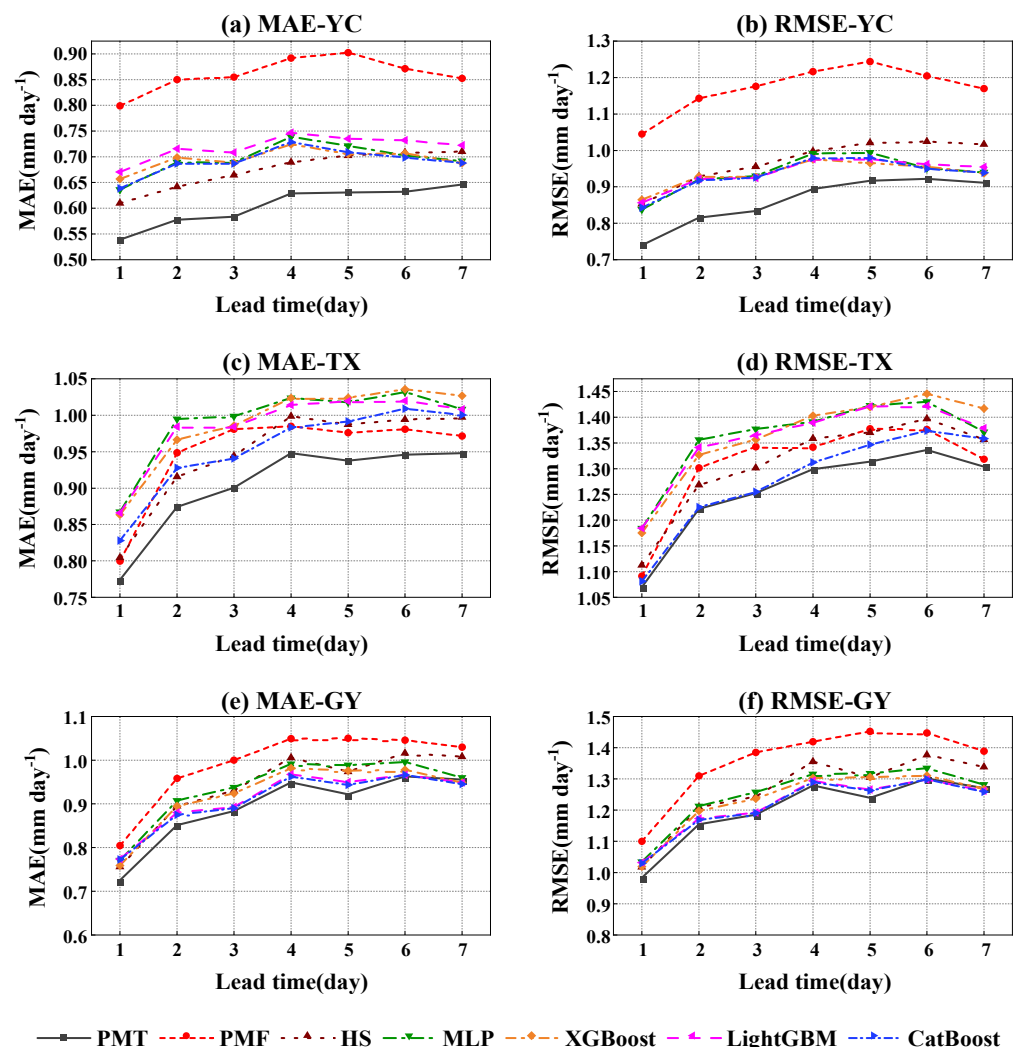 (a) MAE-YC
MAE(mm day-1)
0.90
0.85
0.80
0.75
0.70
0.65
0.60
0.55
0.50
1 2 3 4 5 6 7
Lead time(day)
(b) RMSE-YC
RMSE(mm day-1)
1.3
1.2
1.1
1.0
0.9
0.8
0.7
1 2 3 4 5 6 7
Lead time(day)
(c) MAE-TX
MAE(mm day-1)
1.05
1.00
0.95
0.90
0.85
0.80
0.75
1 2 3 4 5 6 7
Lead time(day)
(d) RMSE-TX
RMSE(mm day-1)
1.45
1.40
1.35
1.30
1.25
1.20
1.15
1.10
1.05
1 2 3 4 5 6 7
Lead time(day)
(e) MAE-GY
MAE(mm day-1)
1.1
1.0
0.9
0.8
0.7
0.6
1 2 3 4 5 6 7
Lead time(day)
(f) RMSE-GY
RMSE(mm day-1)
1.5
1.4
1.3
1.2
1.1
1.0
0.9
0.8
1 2 3 4 5 6 7
Lead time(day)
PMT PMF HS MLP XGBoost LightGBM CatBoost